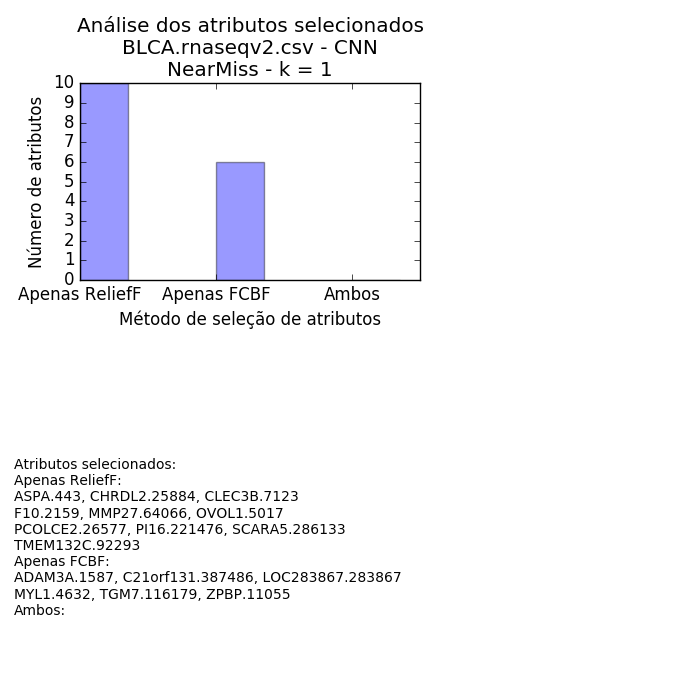 Análise dos atributos selecionados
BLCA.rnaseqv2.csv - CNN
NearMiss - k = 1
Número de atributos
10
9
8
7
6
5
4
3
2
1
0
Apenas ReliefF Apenas FCBF Ambos
Método de seleção de atributos
Atributos selecionados:
Apenas ReliefF:
ASPA.443, CHRDL2.25884, CLEC3B.7123
F10.2159, MMP27.64066, OVOL1.5017
PCOLCE2.26577, PI16.221476, SCARA5.286133
TMEM132C.92293
Apenas FCBF:
ADAM3A.1587, C21orf131.387486, LOC283867.283867
MYL1.4632, TGM7.116179, ZPBP.11055
Ambos: